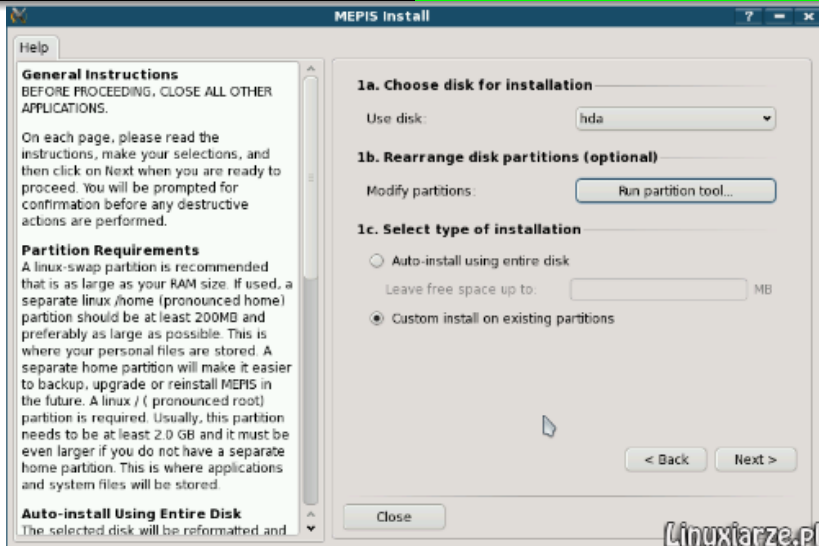 MEPIS Install
Help
General Instructions
BEFORE PROCEEDING, CLOSE ALL OTHER
APPLICATIONS.
On each page, please read the
instructions, make your selections, and
then click on Next when you are ready to
proceed. You will be prompted for
confirmation before any destructive
actions are performed.
Partition Requirements
A linux-swap partition is recommended
that is as large as your RAM size. If used, a
separate linux /home (pronounced home)
partition should be at least 200MB and
preferably as large as possible. This is
where your personal files are stored. A
separate home partition will make it easier
to backup, upgrade or reinstall MEPIS in
the future. A linux / ( pronounced root)
partition is required. Usually, this partition
needs to be at least 2.0 GB and it must be
even larger if you do not have a separate
home partition. This is where applications
and system files will be stored.
Auto-install Using Entire Disk
The selected disk will be reformatted and
1a. Choose disk for installation
Use disk: hda
1b. Rearrange disk partitions (optional)
Modify partitions: Run partition tool...
1c. Select type of installation
Auto-install using entire disk
Leave free space up to: MB
Custom install on existing partitions
< Back Next >
Close
Linuxiarze.pl